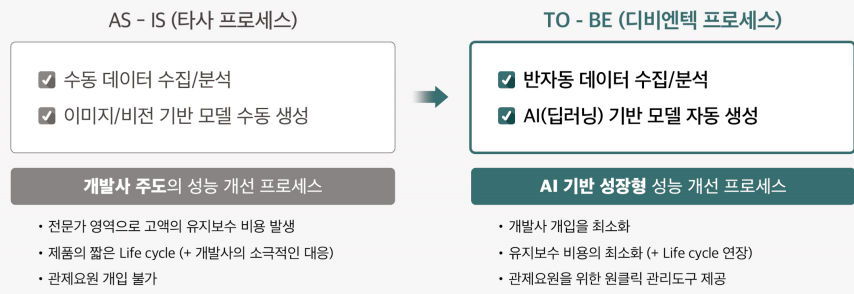 AS - IS (타사 프로세스)
수동 데이터 수집/분석
이미지/비전 기반 모델 수동 생성
개발사 주도의 성능 개선 프로세스
• 전문가 영역으로 고액의 유지보수 비용 발생
• 제품의 짧은 Life cycle (+ 개발사의 소극적인 대응)
• 관제요원 개입 불가
TO - BE (디비엔텍 프로세스)
반자동 데이터 수집/분석
AI(딥러닝) 기반 모델 자동 생성
AI 기반 성장형 성능 개선 프로세스
• 개발사 개입을 최소화
• 유지보수 비용의 최소화 (+ Life cycle 연장)
• 관제요원을 위한 원클릭 관리도구 제공